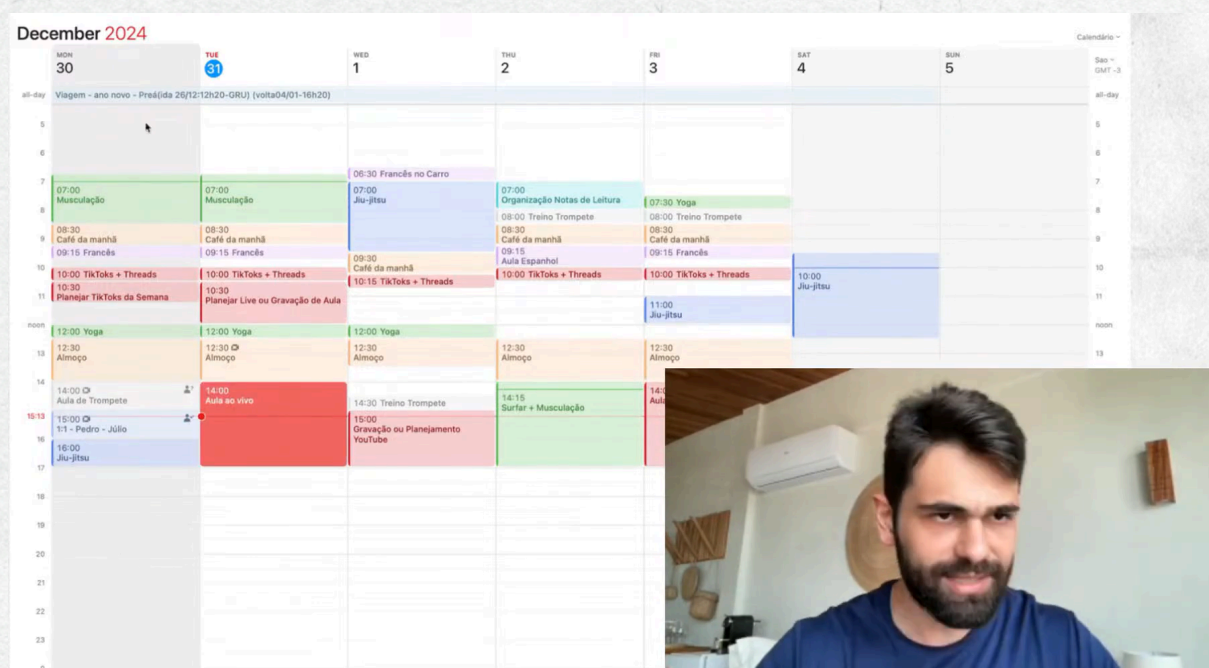 December 2024
Calendário
MON
30
TUE
31
WED
1
THU
2
FRI
3
SAT
4
SUN
5
Sao
GMT -3
all-day
Viagem - ano novo - Preá(ida 26/12:12h20-GRU) (volta04/01-16h20)
all-day
5
6
7
8
9
10
11
noon
13
14
15:13
16
17
18
19
20
21
22
23
07:00
Musculação
08:30
Café da manhã
09:15 Francês
10:00 TikToks + Threads
10:30
Planejar TikToks da Semana
12:00 Yoga
12:30
Almoço
14:00
Aula de Trompete
15:00
1:1 - Pedro - Júlio
16:00
Jiu-jitsu
07:00
Musculação
08:30
Café da manhã
09:15 Francês
10:00 TikToks + Threads
10:30
Planejar Live ou Gravação de Aula
12:00 Yoga
12:30
Almoço
14:00
Aula ao vivo
06:30 Francês no Carro
07:00
Jiu-jitsu
09:30
Café da manhã
10:15 TikToks + Threads
12:00 Yoga
12:30
Almoço
14:30 Treino Trompete
15:00
Gravação ou Planejamento
YouTube
07:00
Organização Notas de Leitura
08:00 Treino Trompete
08:30
Café da manhã
09:15
Aula Espanhol
10:00 TikToks + Threads
12:30
Almoço
14:15
Surfar + Musculação
07:30 Yoga
08:00 Treino Trompete
08:30
Café da manhã
09:15 Francês
10:00 TikToks + Threads
11:00
Jiu-jitsu
12:30
Almoço
14:0
Aula
10:00
Jiu-jitsu
5
6
7
8
9
10
11
noon
13